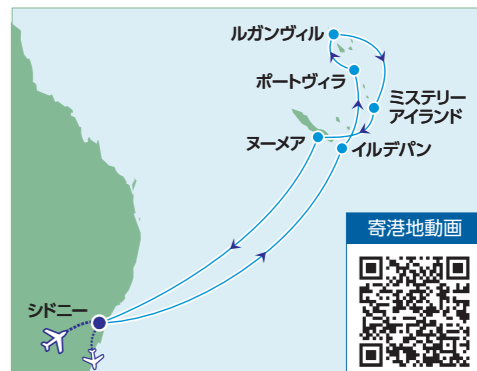 ルガンヴィル
ポートヴィラ
ミステリー
アイランド
ヌーメア
イルデパン
寄港地動画
シドニー